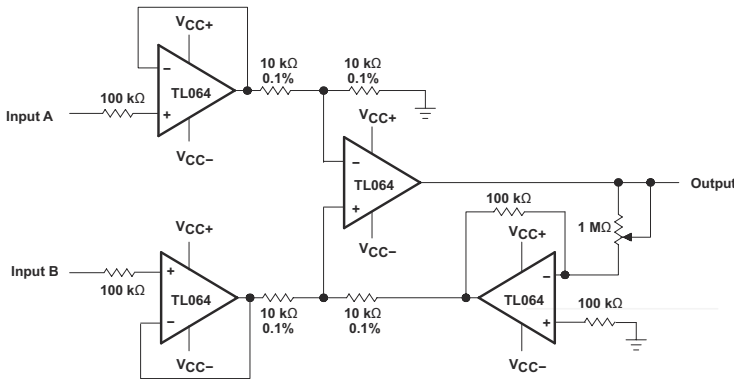 VCC+
10 kΩ
0.1%
10 kΩ
0.1%
−
TL064
100 kΩ
+
Input A
VCC−
VCC+
−
TL064
+
Output
100 kΩ
VCC−
1 MΩ
VCC+
VCC+
Input B
+
100 kΩ
TL064
−
−
TL064
100 kΩ
+
10 kΩ
0.1%
10 kΩ
0.1%
VCC−
VCC−